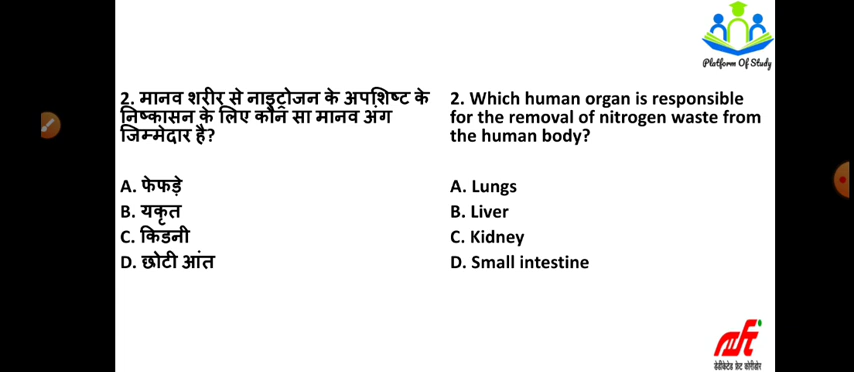 Platform Of Study
2. मानव शरीर से नाइट्रोजन के अपशिष्ट के
निष्कासन के लिए कौन सा मानव अंग
जिम्मेदार है?
A. फेफड़े
B. यकृत
C. किडनी
D. छोटी आंत
2. Which human organ is responsible
for the removal of nitrogen waste from
the human body?
A. Lungs
B. Liver
C. Kidney
D. Small intestine
डेडीकेटेड फ्रेट कोरीडोर